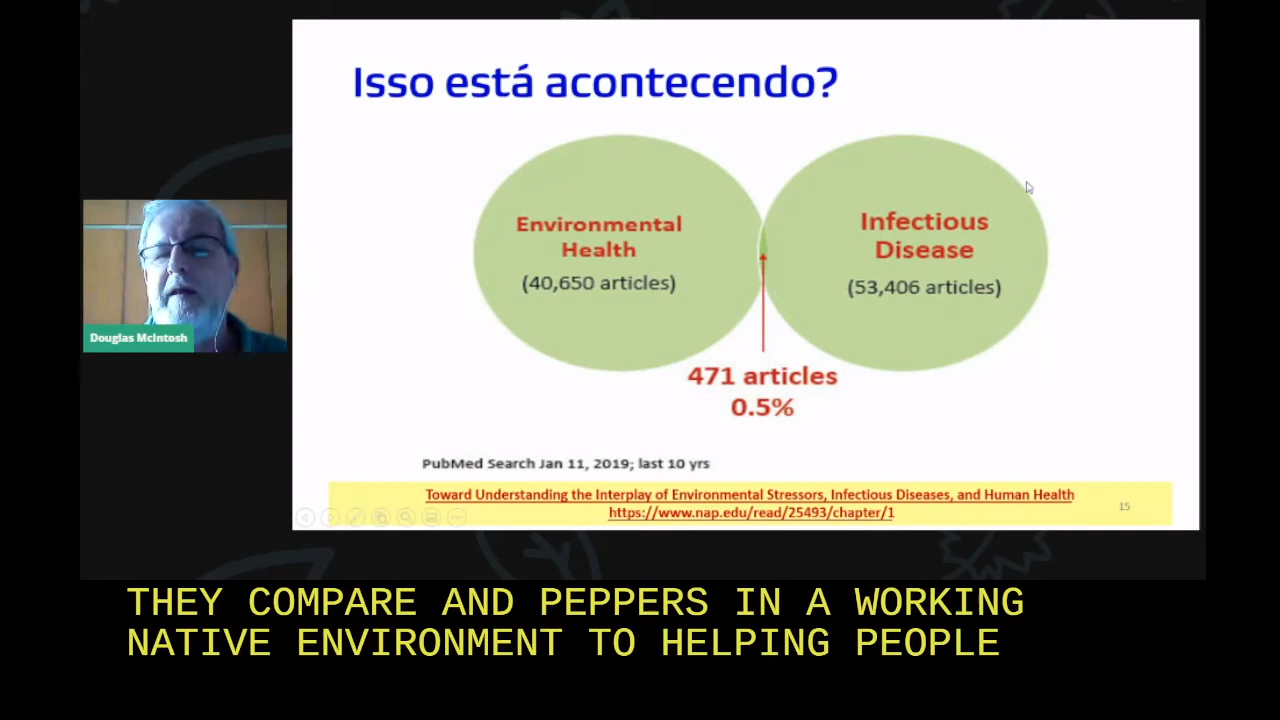 Isso está acontecendo?
Environmental
Health
(40,650 articles)
Infectious
Disease
(53,406 articles)
471 articles
0.5%
Douglas McIntosh
PubMed Search Jan 11, 2019; last 10 yrs
Toward Understanding the Interplay of Environmental Stressors, Infectious Diseases, and Human Health
https://www.nap.edu/read/25493/chapter/1
15
THEY COMPARE AND PEPPERS IN A WORKING
NATIVE ENVIRONMENT TO HELPING PEOPLE